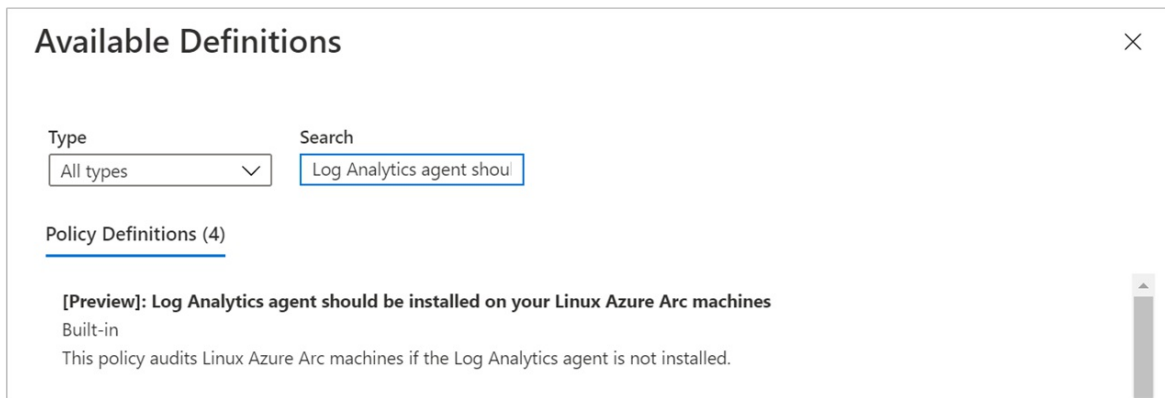 Available Definitions
Type
Search
All types
Log Analytics agent shoul
Policy Definitions (4)
[Preview]: Log Analytics agent should be installed on your Linux Azure Arc machines
Built-in
This policy audits Linux Azure Arc machines if the Log Analytics agent is not installed.